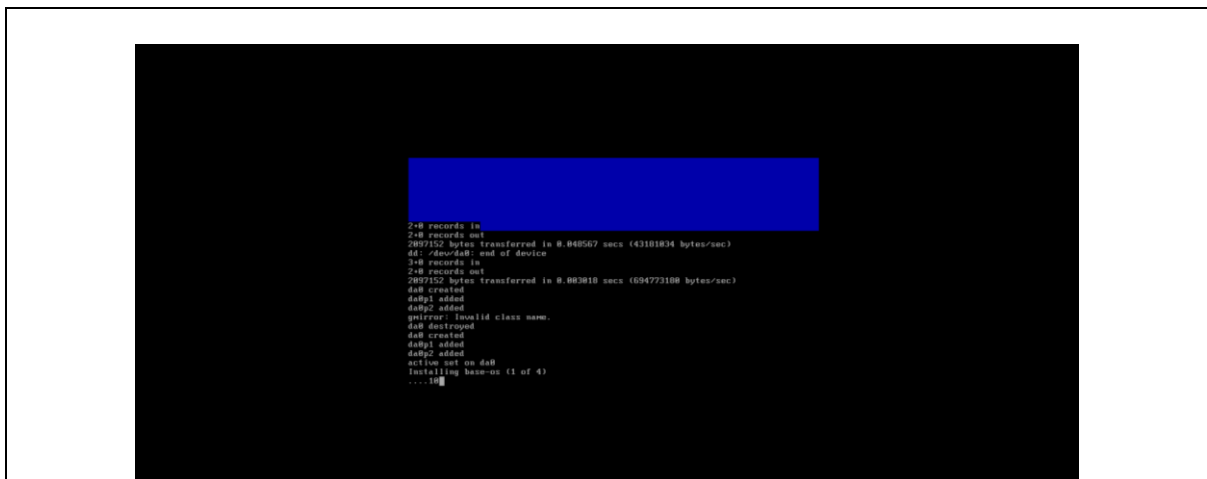 2+0 records in
2+0 records out
2097152 bytes transferred in 0.048567 secs (43181034 bytes/sec)
dd: /dev/da0: end of device
3+0 records in
2+0 records out
2097152 bytes transferred in 0.003018 secs (694773180 bytes/sec)
da0 created
da0p1 added
da0p2 added
gmirror: Invalid class name.
da0 destroyed
da0 created
da0p1 added
da0p2 added
active set on da0
Installing base-os (1 of 4)
....10